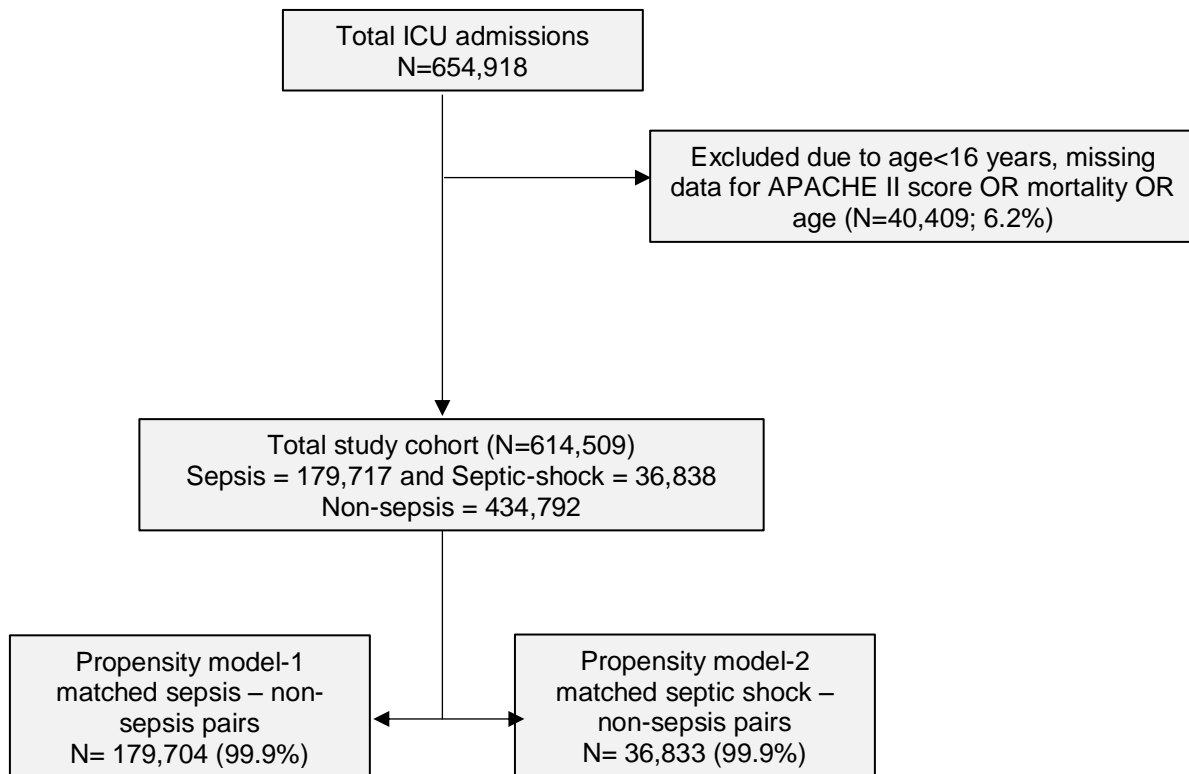 Total ICU admissions
N=654,918
Excluded due to age<16 years, missing
data for APACHE II score OR mortality OR
age (N=40,409; 6.2%)
Total study cohort (N=614,509)
Sepsis = 179,717 and Septic-shock = 36,838
Non-sepsis = 434,792
Propensity model-1
matched sepsis – non-
sepsis pairs
N= 179,704 (99.9%)
Propensity model-2
matched septic shock –
non-sepsis pairs
N= 36,833 (99.9%)